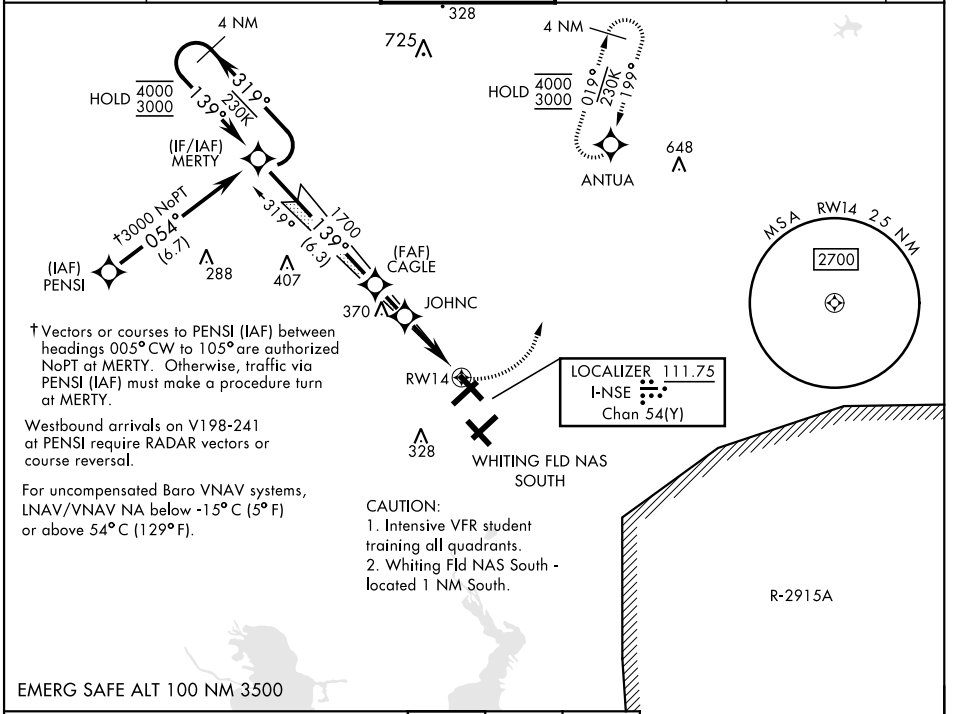 328
4 NM
725
4 NM
HOLD 4000 3000
319°
139°
230K
HOLD 4000 3000
019°
230K
199°
(IF/IAF)
MERTY
ANTUA
648
†3000 NoPT
054°
(6.7)
319°
1700
139°
(6.3)
(FAF)
CAGLE
MSA RW14 25 NM
2700
(IAF)
PENSI
288
407
370
JOHNC
†Vectors or courses to PENSI (IAF) between
headings 005° CW to 105° are authorized
NoPT at MERTY. Otherwise, traffic via
PENSI (IAF) must make a procedure turn
at MERTY.
RW14
LOCALIZER 111.75
I-NSE
Chan 54(Y)
Westbound arrivals on V198-241
at PENSI require RADAR vectors or
course reversal.
328
WHITING FLD NAS
SOUTH
For uncompensated Baro VNAV systems,
LNAV/VNAV NA below -15° C (5° F)
or above 54° C (129° F).
CAUTION:
1. Intensive VFR student
training all quadrants.
2. Whiting Fld NAS South -
located 1 NM South.
R-2915A
EMERG SAFE ALT 100 NM 3500